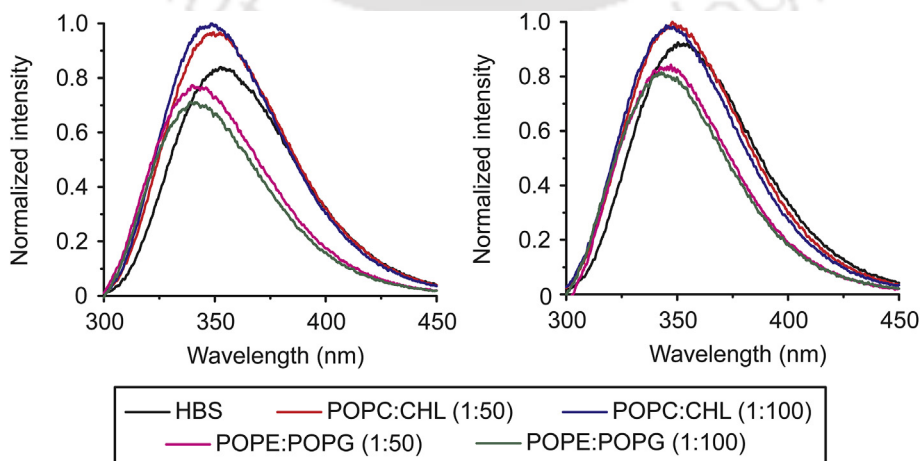 1.0
0.8
0.6
0.4
0.2
0
Normalized intensity
300 350 400 450
Wavelength (nm)
1.0
0.8
0.6
0.4
0.2
0
Normalized intensity
300 350 400 450
Wavelength (nm)
HBS POPC:CHL (1:50) POPC:CHL (1:100)
POPE:POPG (1:50) POPE:POPG (1:100)